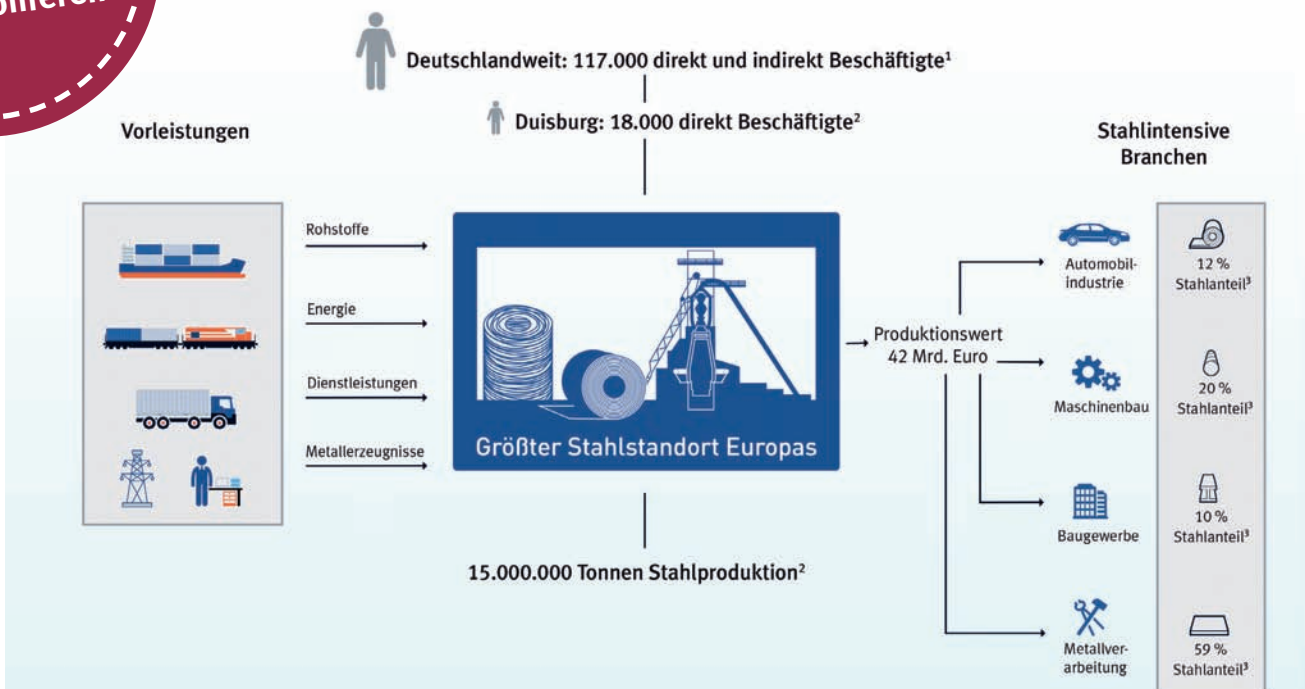 Deutschlandweit: 117.000 direkt und indirekt Beschäftigte¹
Duisburg: 18.000 direkt Beschäftigte²
Vorleistungen
Rohstoffe
Energie
Dienstleistungen
Metallerzeugnisse
Größter Stahlstandort Europas
15.000.000 Tonnen Stahlproduktion²
Produktionswert
42 Mrd. Euro
Stahlintensive
Branchen
Automobil-
industrie
12 %
Stahlanteil³
Maschinenbau
20 %
Stahlanteil³
Baugewerbe
10 %
Stahlanteil³
Metallver-
arbeitung
59 %
Stahlanteil³